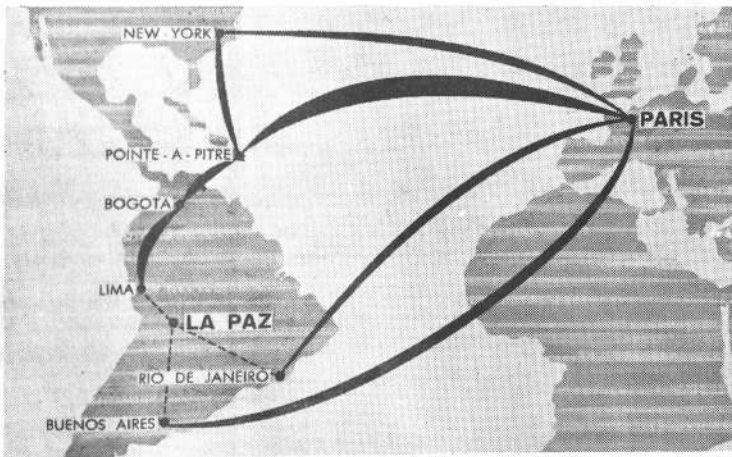 NEW-YORK
PARIS
POINTE-A-PITRE
BOGOTA
LIMA
LA PAZ
RIO DE JANEIRO
BUENOS AIRES